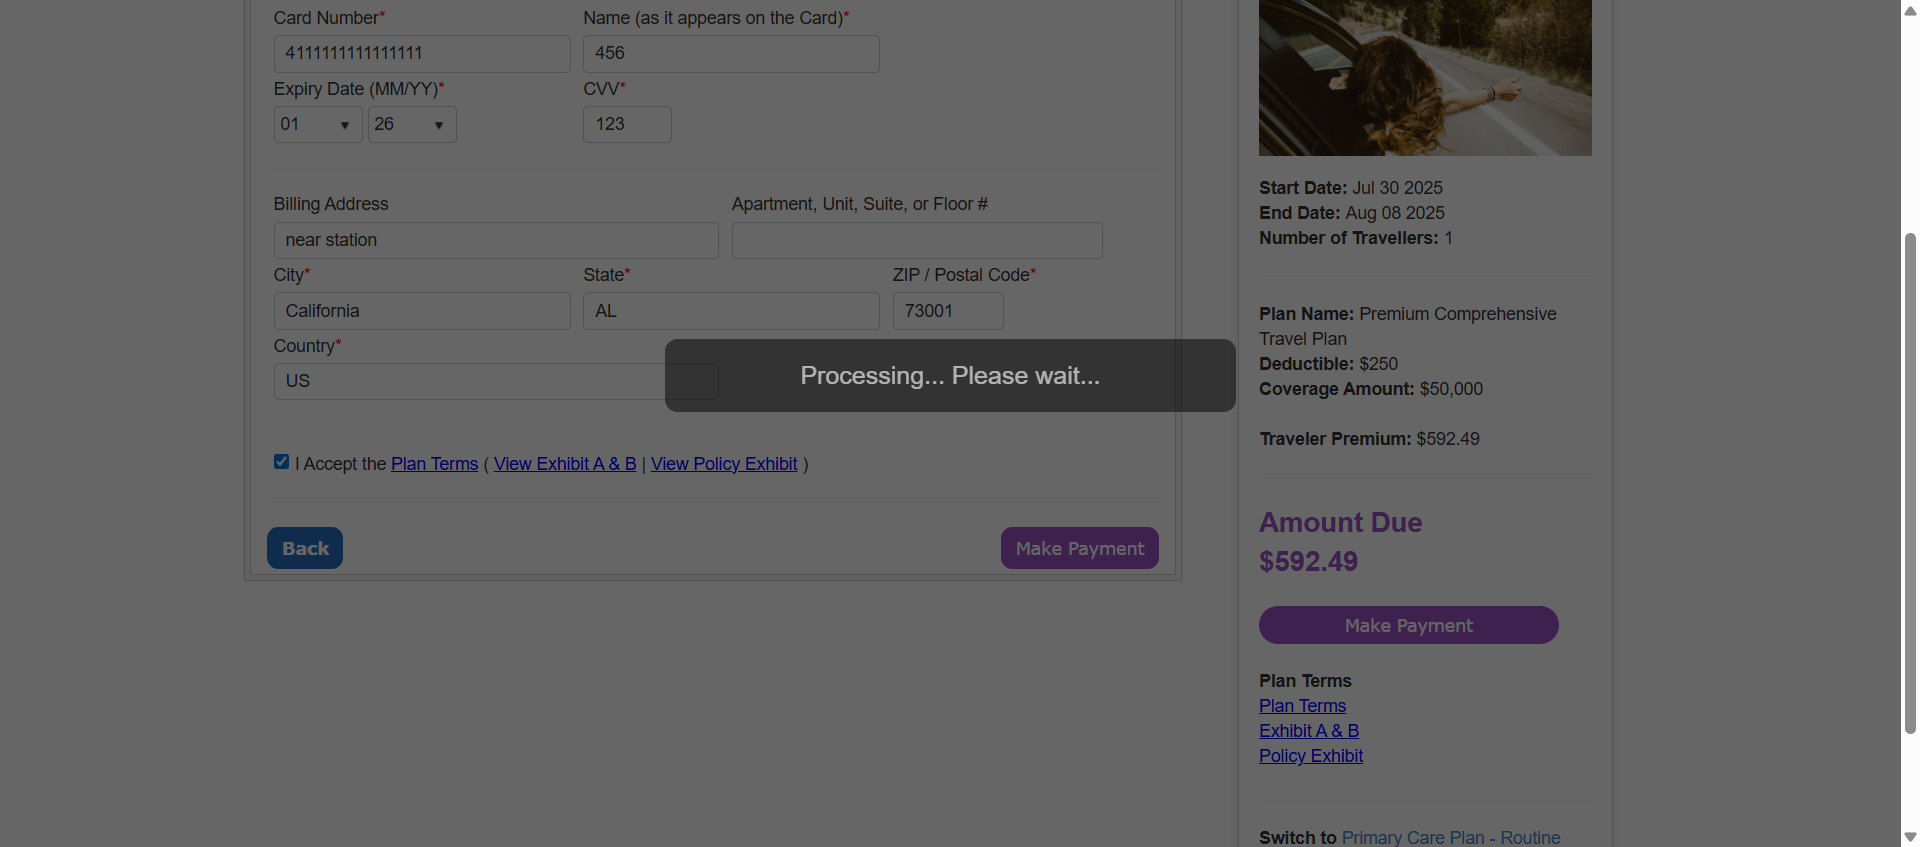 Card Number*
Name (as it appears on the Card)*
4111111111111111
456
Expiry Date (MM/YY)*
CVV*
01
26
123
Billing Address
Apartment, Unit, Suite, or Floor #
near station
City*
State*
ZIP / Postal Code*
California
AL
73001
Country*
US
Processing... Please wait...
I Accept the Plan Terms ( View Exhibit A & B | View Policy Exhibit )
Back
Make Payment
Start Date: Jul 30 2025
End Date: Aug 08 2025
Number of Travellers: 1
Plan Name: Premium Comprehensive
Travel Plan
Deductible: $250
Coverage Amount: $50,000
Traveler Premium: $592.49
Amount Due
$592.49
Make Payment
Plan Terms
Plan Terms
Exhibit A & B
Policy Exhibit
Switch to Primary Care Plan - Routine